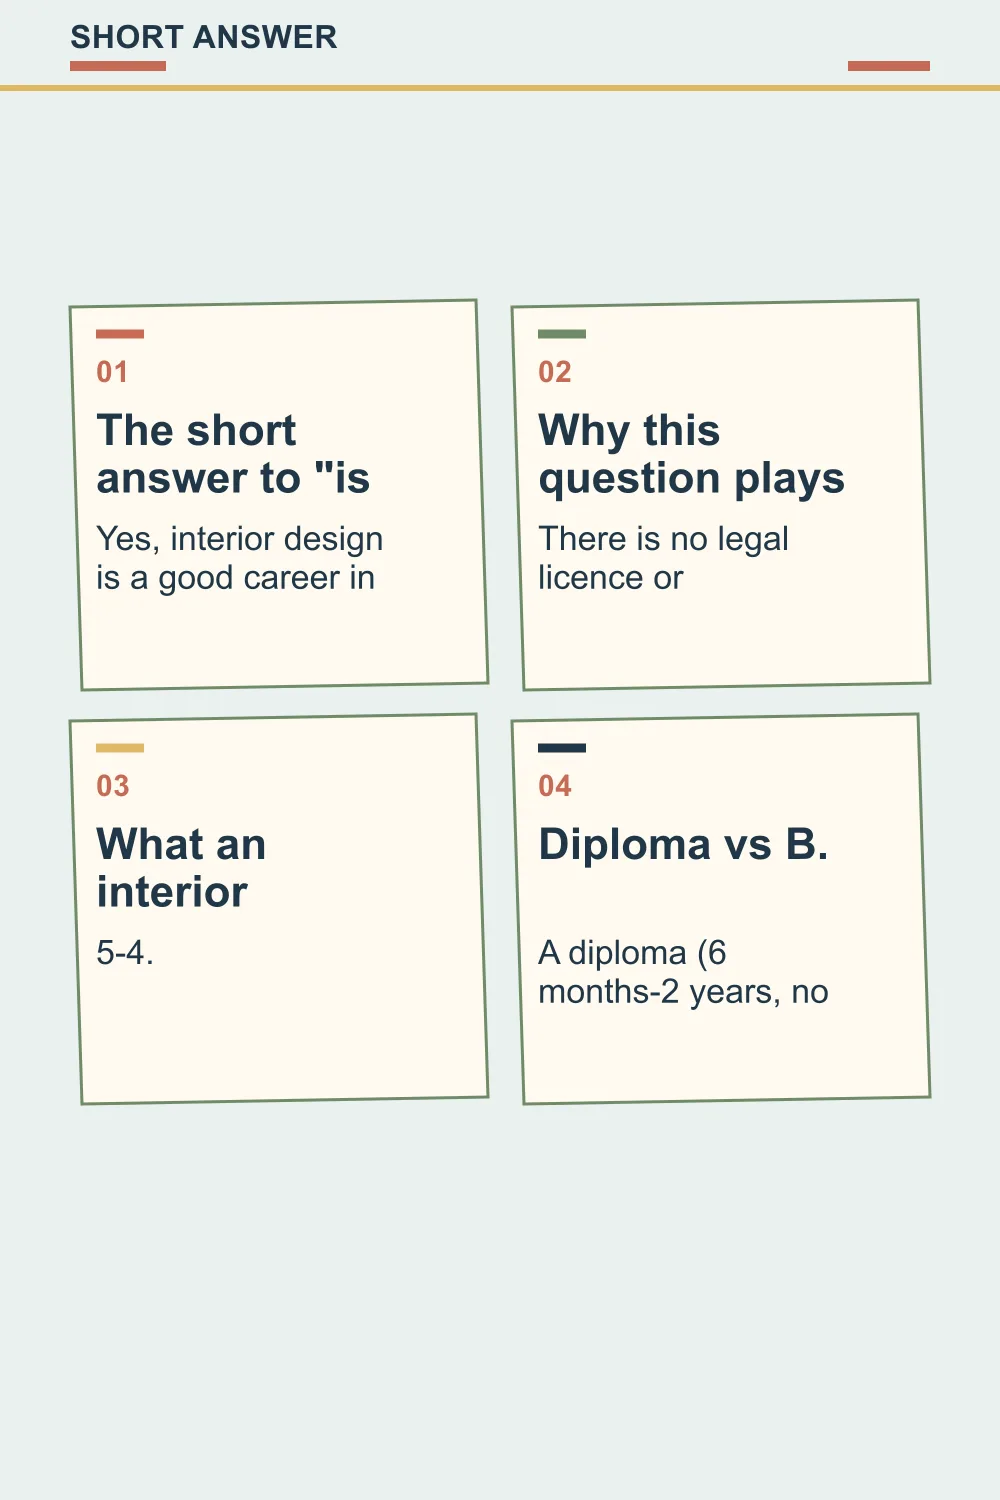 SHORT ANSWER
01
The short
answer to "is
Yes, interior design
is a good career in
02
Why this
question plays
There is no legal
licence or
03
What an
interior
5-4.
04
Diploma vs B.
A diploma (6
months-2 years, no